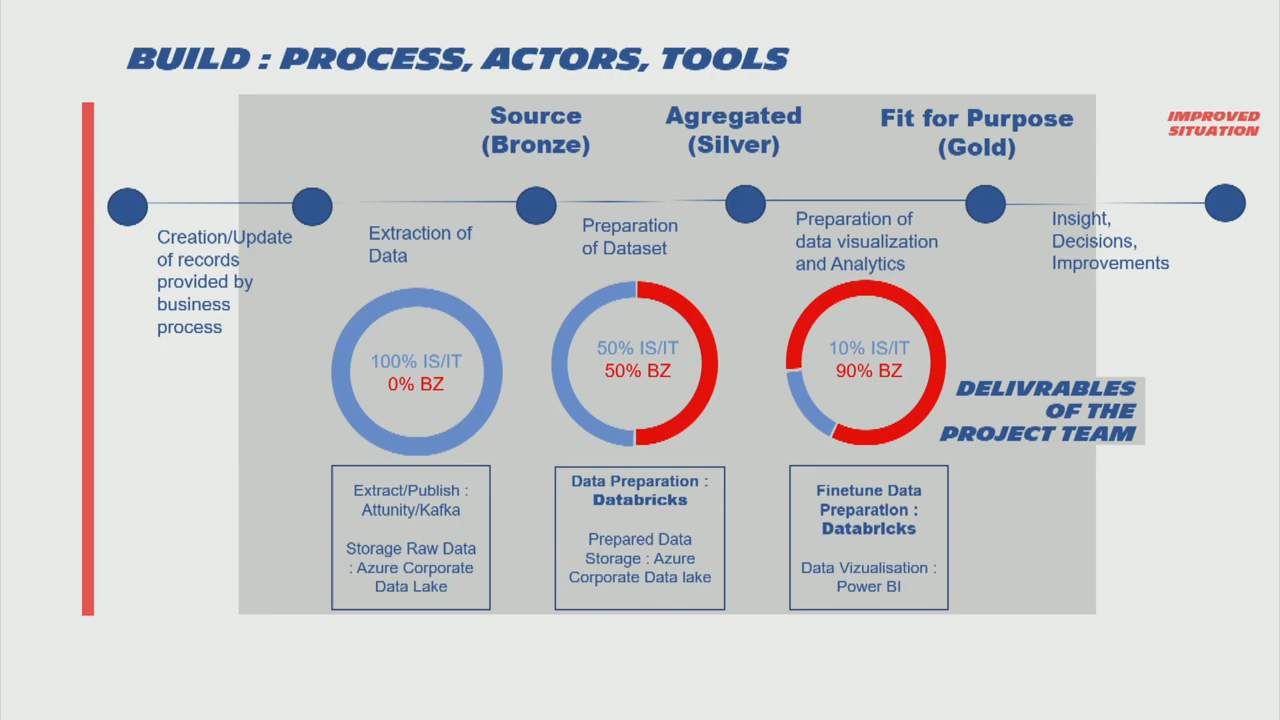 BUILD : PROCESS, ACTORS, TOOLS
Source
(Bronze)
Agregated
(Silver)
Fit for Purpose
(Gold)
IMPROVED
SITUATION
Creation/Update
of records
provided by
business
process
Extraction of
Data
Preparation
of Dataset
Preparation of
data visualization
and Analytics
Insight,
Decisions,
Improvements
100% IS/IT
0% BZ
50% IS/IT
50% BZ
10% IS/IT
90% BZ
DELIVRABLES
OF THE
PROJECT TEAM
Extract/Publish :
Attunity/Kafka
Storage Raw Data
: Azure Corporate
Data Lake
Data Preparation :
Databricks
Prepared Data
Storage : Azure
Corporate Data lake
Finetune Data
Preparation :
Databricks
Data Vizualisation :
Power BI